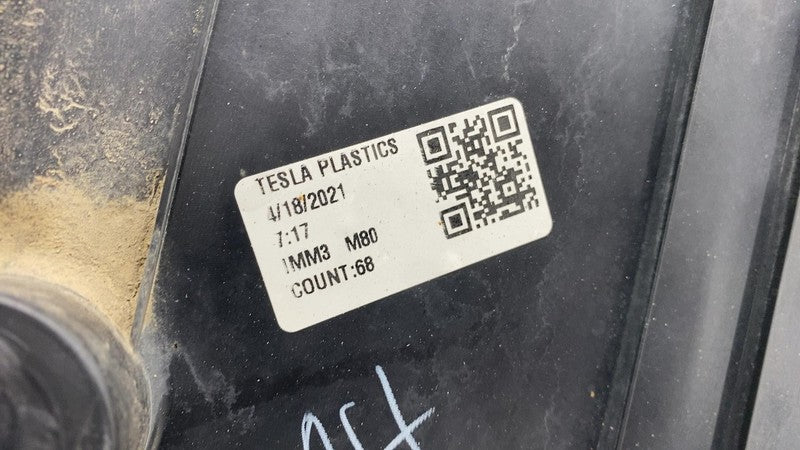 TESLA PLASTICS
4/18/2021
7:17
IMM3 M80
COUNT:68